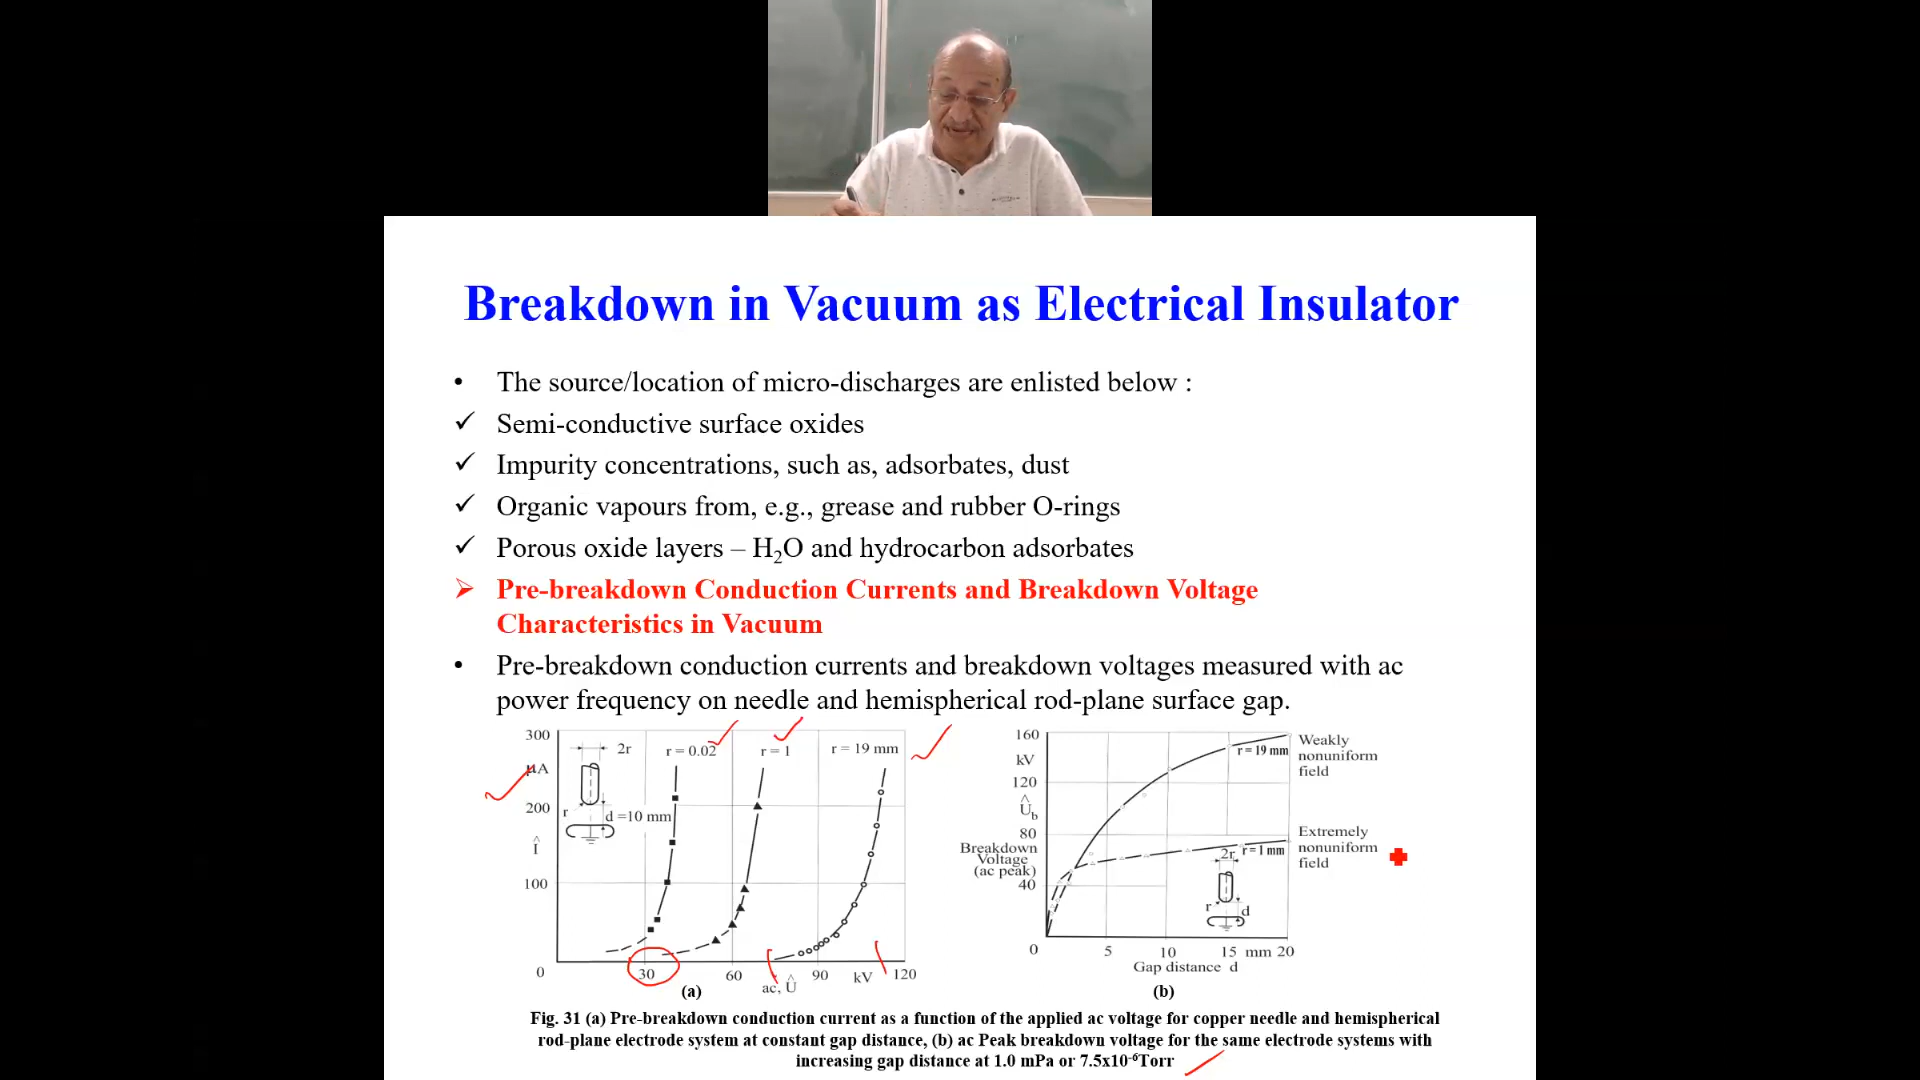 Breakdown in Vacuum as Electrical Insulator
• The source/location of micro-discharges are enlisted below :
✓ Semi-conductive surface oxides
✓ Impurity concentrations, such as, adsorbates, dust
✓ Organic vapours from, e.g., grease and rubber O-rings
✓ Porous oxide layers – H₂O and hydrocarbon adsorbates
➢ Pre-breakdown Conduction Currents and Breakdown Voltage
Characteristics in Vacuum
• Pre-breakdown conduction currents and breakdown voltages measured with ac
power frequency on needle and hemispherical rod-plane surface gap.
300
μA
200
Î
100
0
2r
r
d =10 mm
r = 0.02
r = 1
r = 19 mm
30 60 90 kV 120
ac, Û
(a)
160
kV
120
Û_b
80
Breakdown
Voltage
(ac peak)
40
0
r = 19 mm
Weakly
nonuniform
field
Extremely
nonuniform
field
2r r = 1 mm
r d
5 10 15 mm 20
Gap distance d
(b)
Fig. 31 (a) Pre-breakdown conduction current as a function of the applied ac voltage for copper needle and hemispherical
rod-plane electrode system at constant gap distance, (b) ac Peak breakdown voltage for the same electrode systems with
increasing gap distance at 1.0 mPa or 7.5x10⁻⁶Torr